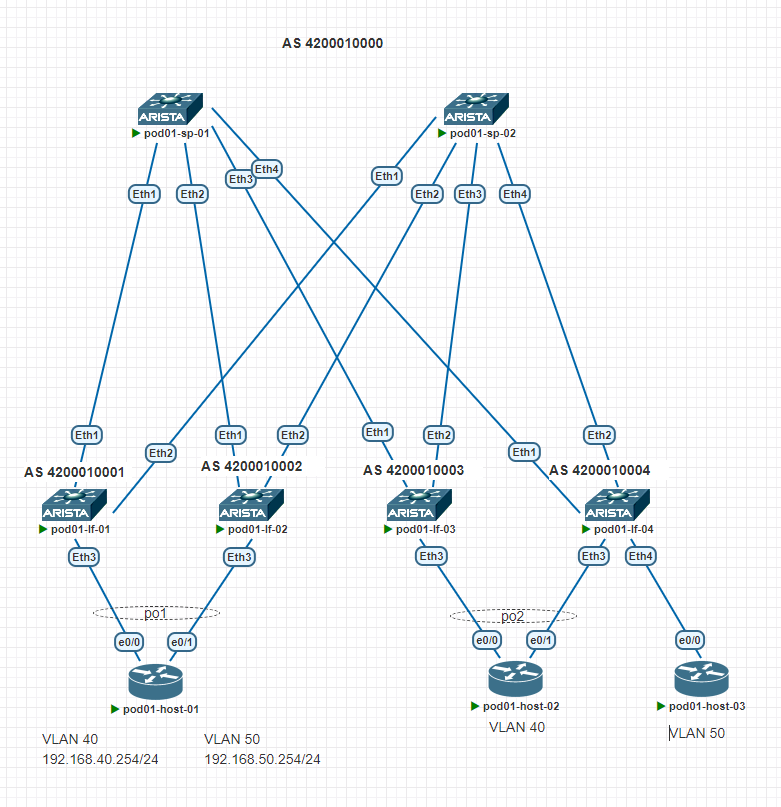 AS 4200010000
ARISTA
ARISTA
pod01-sp-01
pod01-sp-02
Eth3
Eth4
Eth1
Eth1
Eth2
Eth2
Eth3
Eth4
Eth1
Eth2
Eth1
Eth2
Eth1
Eth2
Eth1
Eth2
AS 4200010001
AS 4200010002
AS 4200010003
AS 4200010004
ARISTA
ARISTA
ARISTA
ARISTA
pod01-lf-01
pod01-lf-02
pod01-lf-03
pod01-lf-04
Eth3
Eth3
Eth3
Eth3
Eth4
po1
po2
e0/0
e0/1
e0/0
e0/1
e0/0
pod01-host-01
pod01-host-02
pod01-host-03
VLAN 40
192.168.40.254/24
VLAN 50
192.168.50.254/24
VLAN 40
VLAN 50